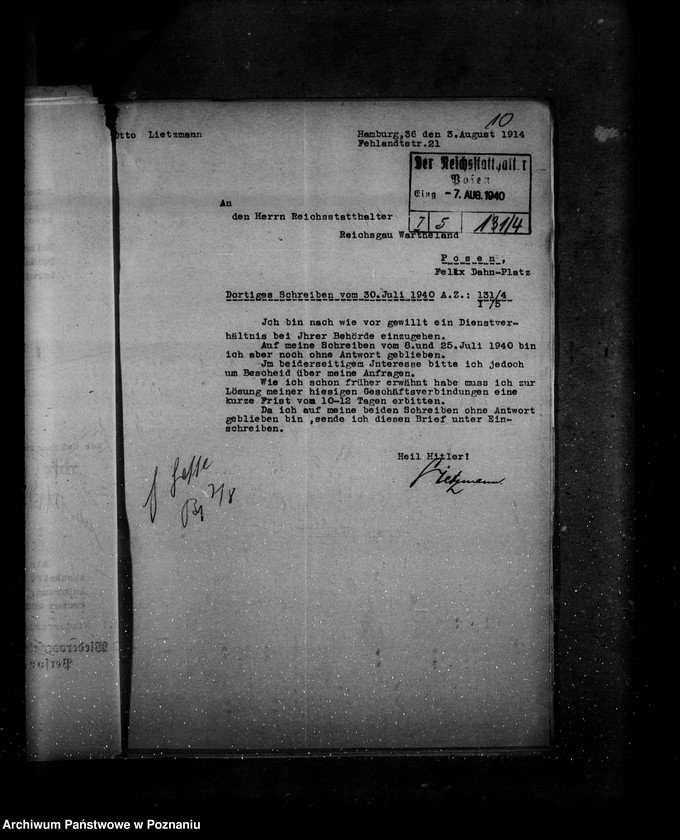 10
Otto Lietzmann
Hamburg,36 den 3.August 1914
Fehlandtstr.21
Der Reichsstatthalter
Posen
Eing -7. AUG. 1940
I 5 131/4
An
den Herrn Reichsstatthalter
Reichsgau Wartheland
Posen,
Felix Dahn-Platz
Dortiges Schreiben vom 30.Juli 1940 A.Z.: 131/4
I /5
Jch bin nach wie vor gewillt ein Dienstver-
hältnis bei Jhrer Behörde einzugehen.
Auf meine Schreiben vom 8.und 25.Juli 1940 bin
ich aber noch ohne Antwort geblieben.
Jm beiderseitigem Jnteresse bitte ich jedoch
um Bescheid über meine Anfragen.
Wie ich schon früher erwähnt habe muss ich zur
Lösung meiner hiesigen Geschäftsverbindungen eine
kurze Frist vom 10-12 Tagen erbitten.
Da ich auf meine beiden Schreiben ohne Antwort
geblieben bin ,sende ich diesen Brief unter Ein-
schreiben.
Heil Hitler!
Lietzmann.
7/8
Archiwum Państwowe w Poznaniu